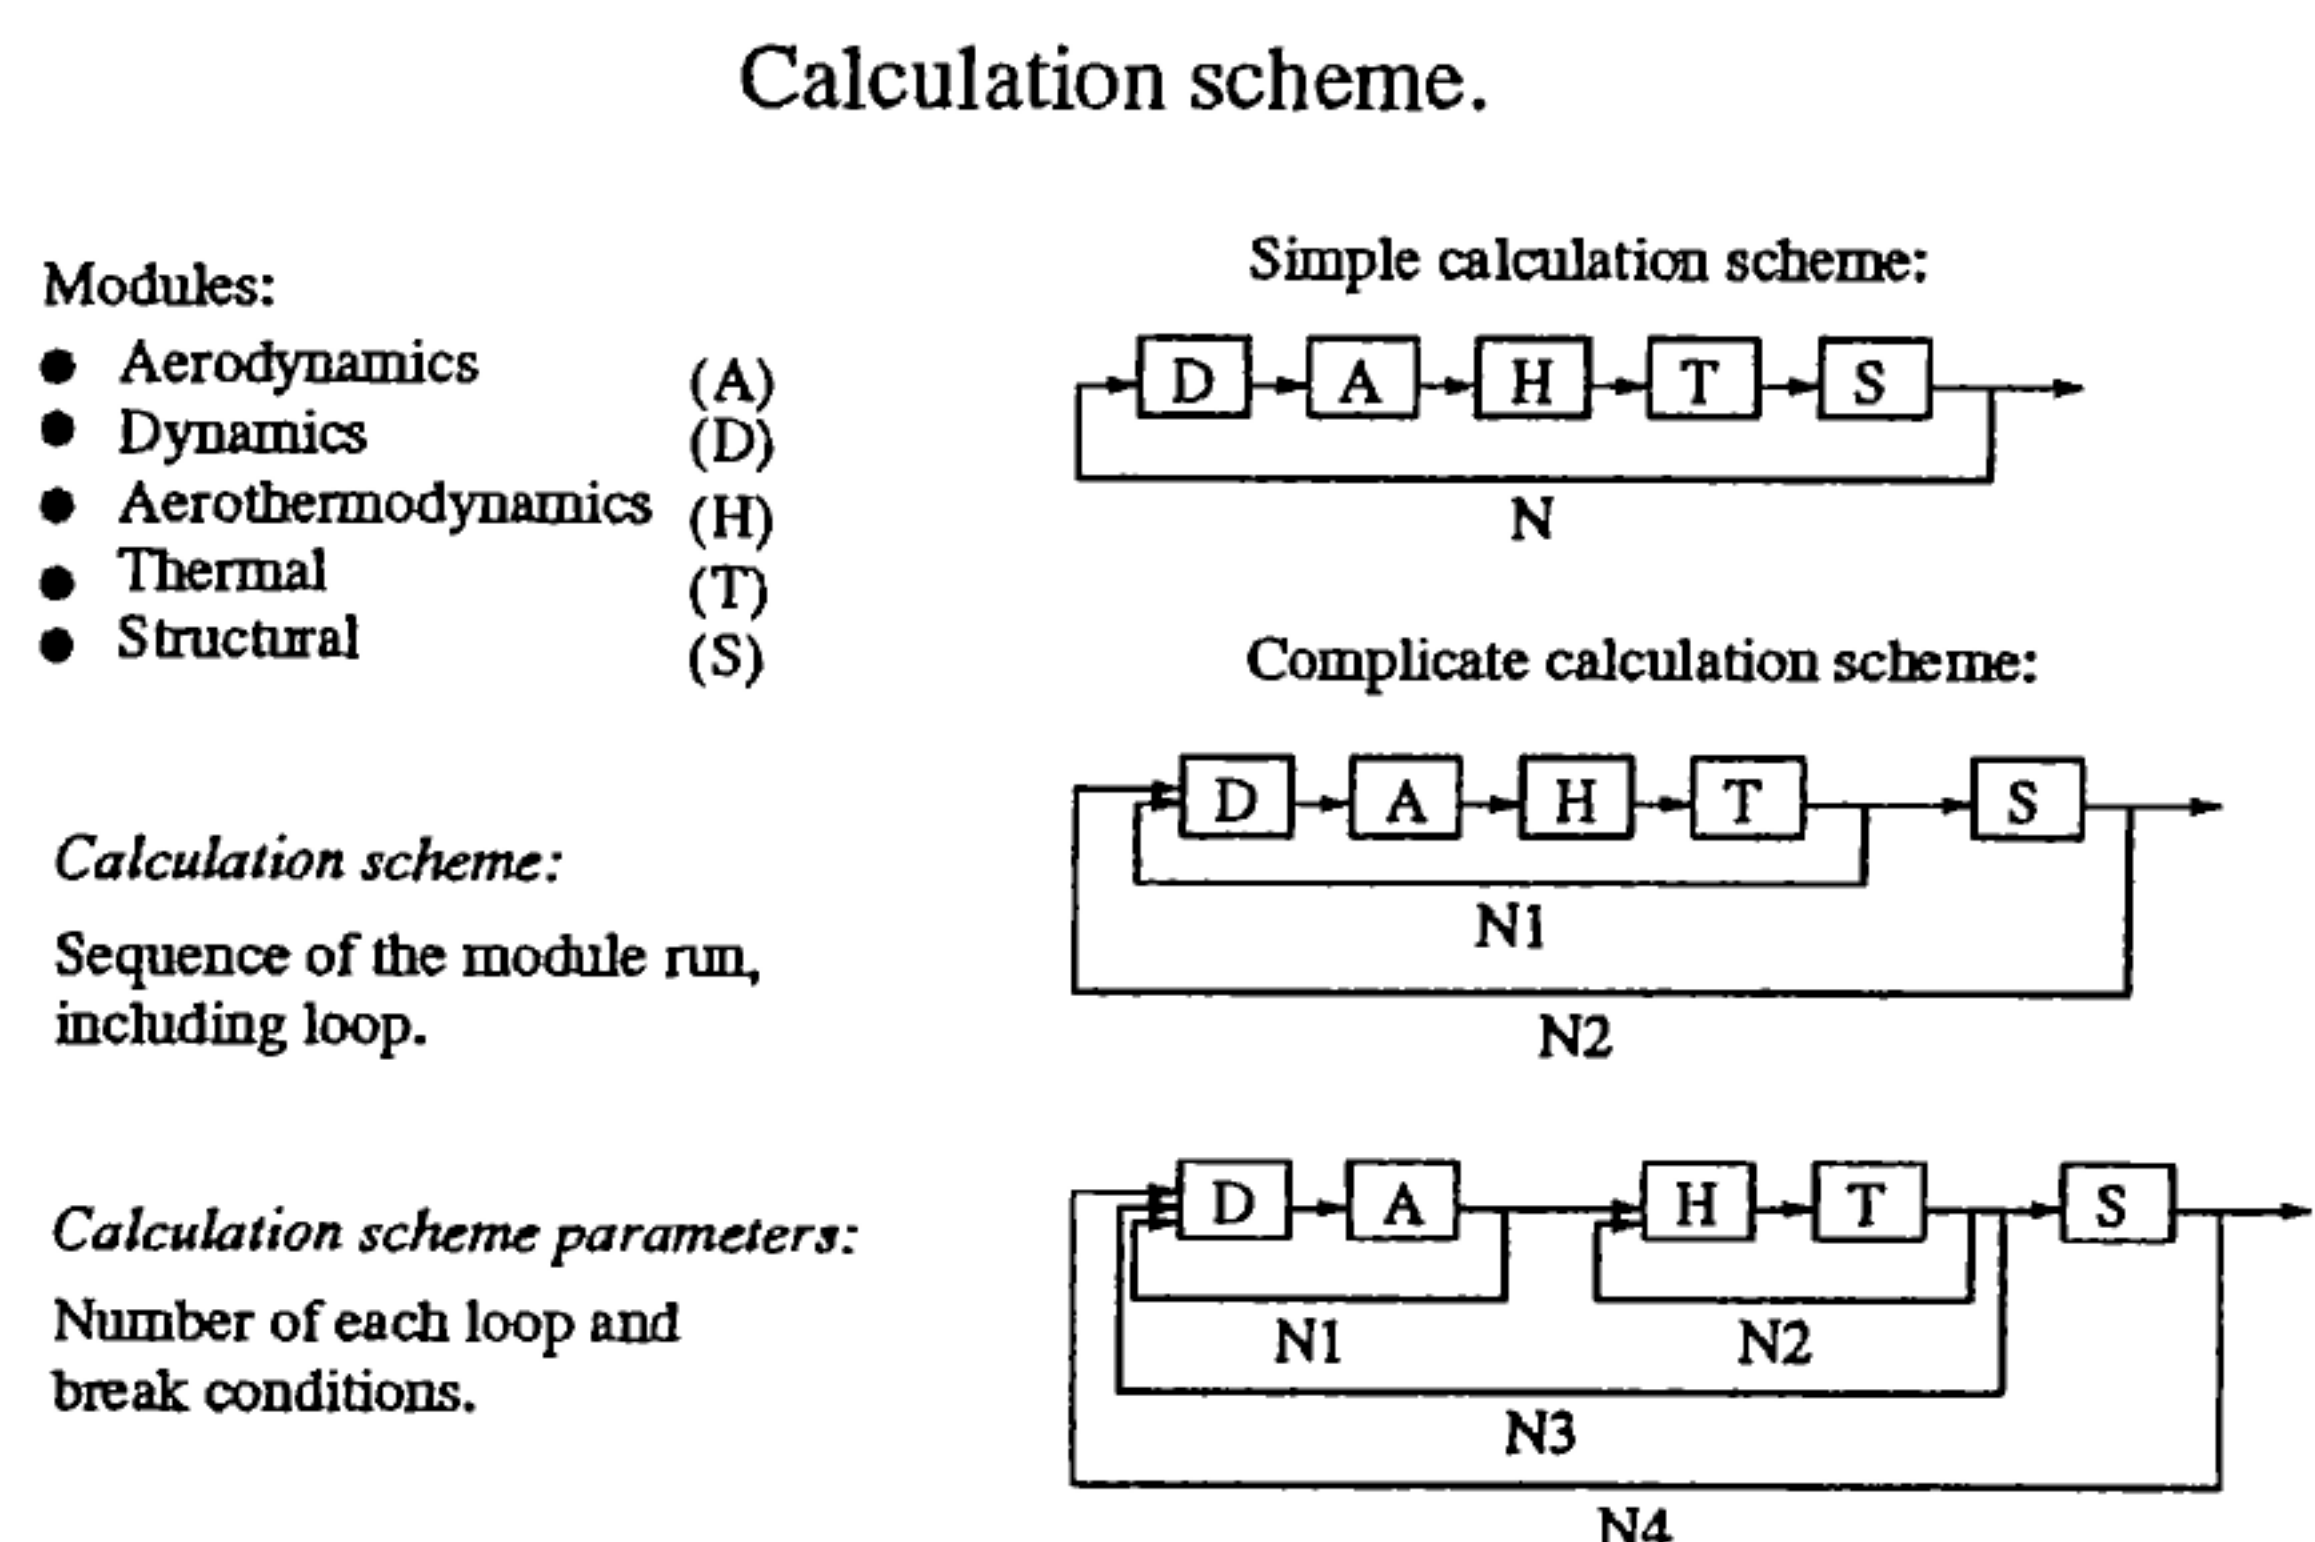 Calculation scheme.
Modules:
● Aerodynamics (A)
● Dynamics (D)
● Aerothermodynamics (H)
● Thermal (T)
● Structural (S)
Calculation scheme:
Sequence of the module run,
including loop.
Calculation scheme parameters:
Number of each loop and
break conditions.
Simple calculation scheme:
D A H T S
N
Complicate calculation scheme:
D A H T S
N1
N2
D A H T S
N1 N2
N3
N4